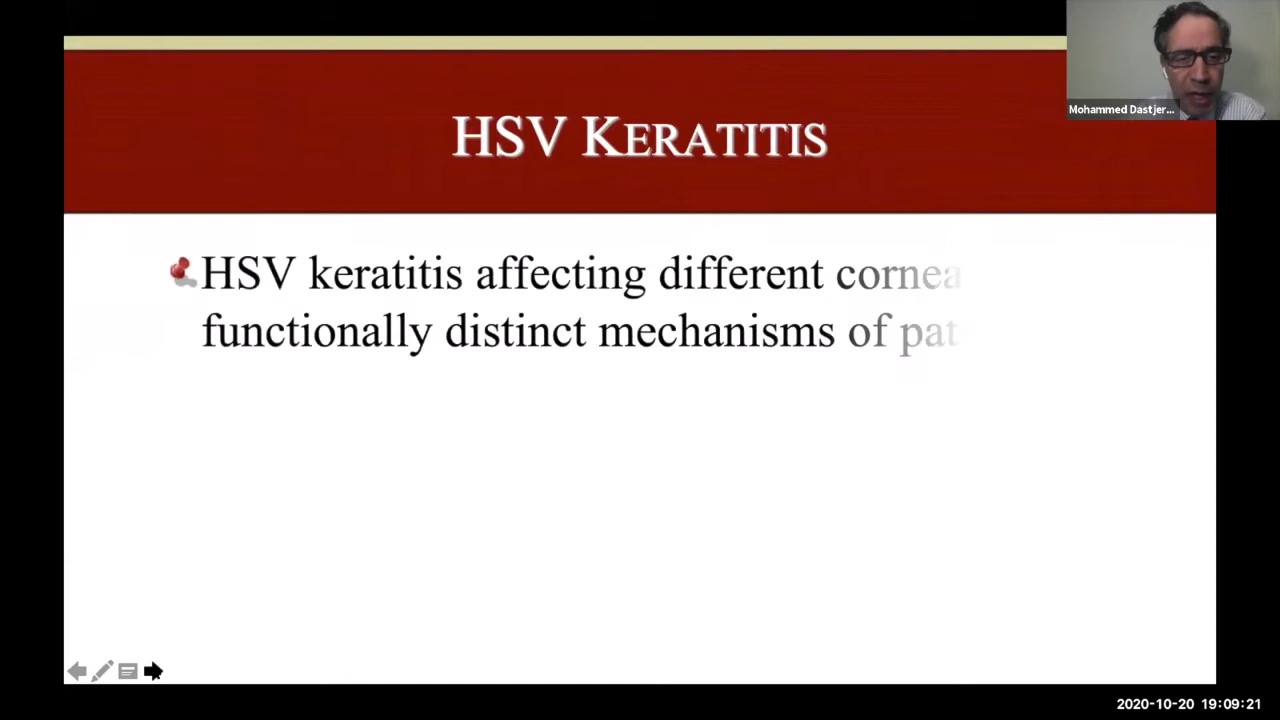 Mohammed Dastjer...
HSV KERATITIS
HSV keratitis affecting different cornea
functionally distinct mechanisms of pat
2020-10-20 19:09:21